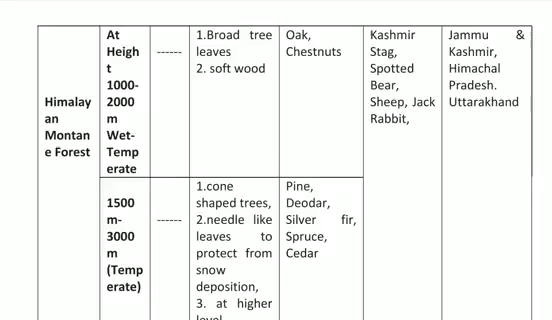 Himalay
an
Montan
e Forest
At
Heigh
t
1000-
2000
m
Wet-
Temp
erate
------
1.Broad tree
leaves
2. soft wood
Oak,
Chestnuts
Kashmir
Stag,
Spotted
Bear,
Sheep, Jack
Rabbit,
Jammu &
Kashmir,
Himachal
Pradesh.
Uttarakhand
1500
m-
3000
m
(Temp
erate)
------
1.cone
shaped trees,
2.needle like
leaves to
protect from
snow
deposition,
3. at higher
level
Pine,
Deodar,
Silver fir,
Spruce,
Cedar